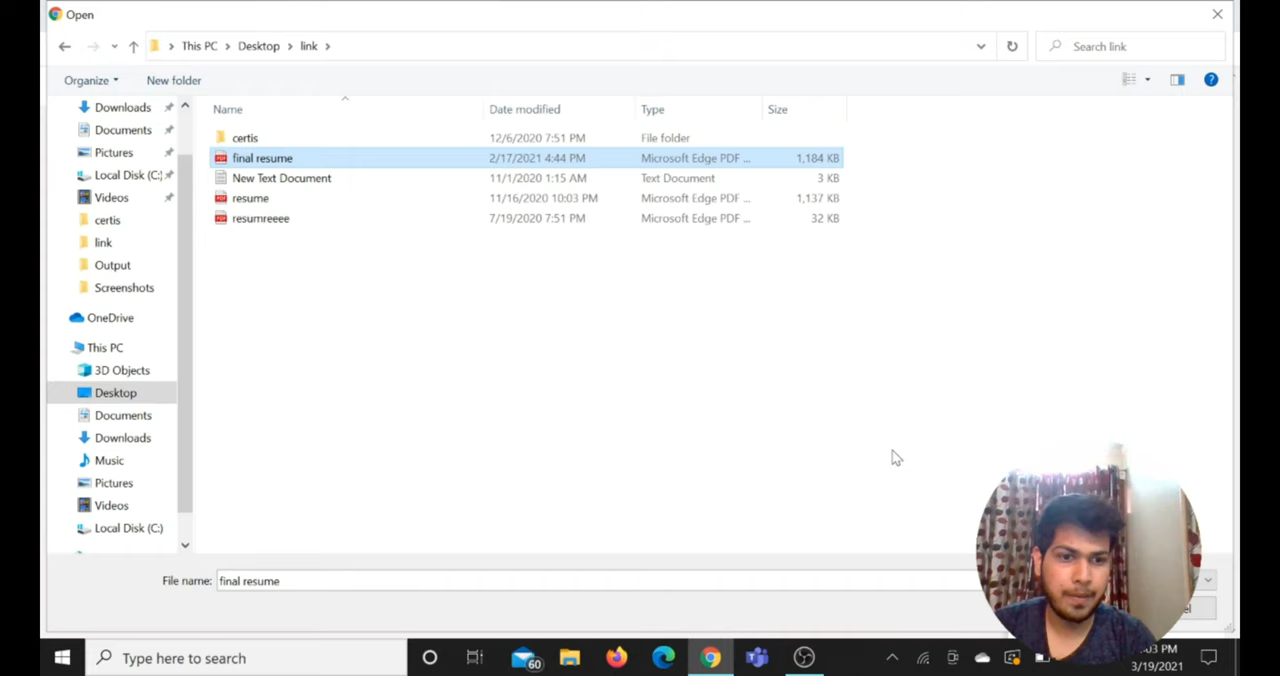 Open
This PC > Desktop > link >
Search link
Organize
New folder
Name Date modified Type Size
certis 12/6/2020 7:51 PM File folder
final resume 2/17/2021 4:44 PM Microsoft Edge PDF ... 1,184 KB
New Text Document 11/1/2020 1:15 AM Text Document 3 KB
resume 11/16/2020 10:03 PM Microsoft Edge PDF ... 1,137 KB
resumreeee 7/19/2020 7:51 PM Microsoft Edge PDF ... 32 KB
Downloads
Documents
Pictures
Local Disk (C:)
Videos
certis
link
Output
Screenshots
OneDrive
This PC
3D Objects
Desktop
Documents
Downloads
Music
Pictures
Videos
Local Disk (C:)
File name: final resume
Type here to search
60
:03 PM
3/19/2021